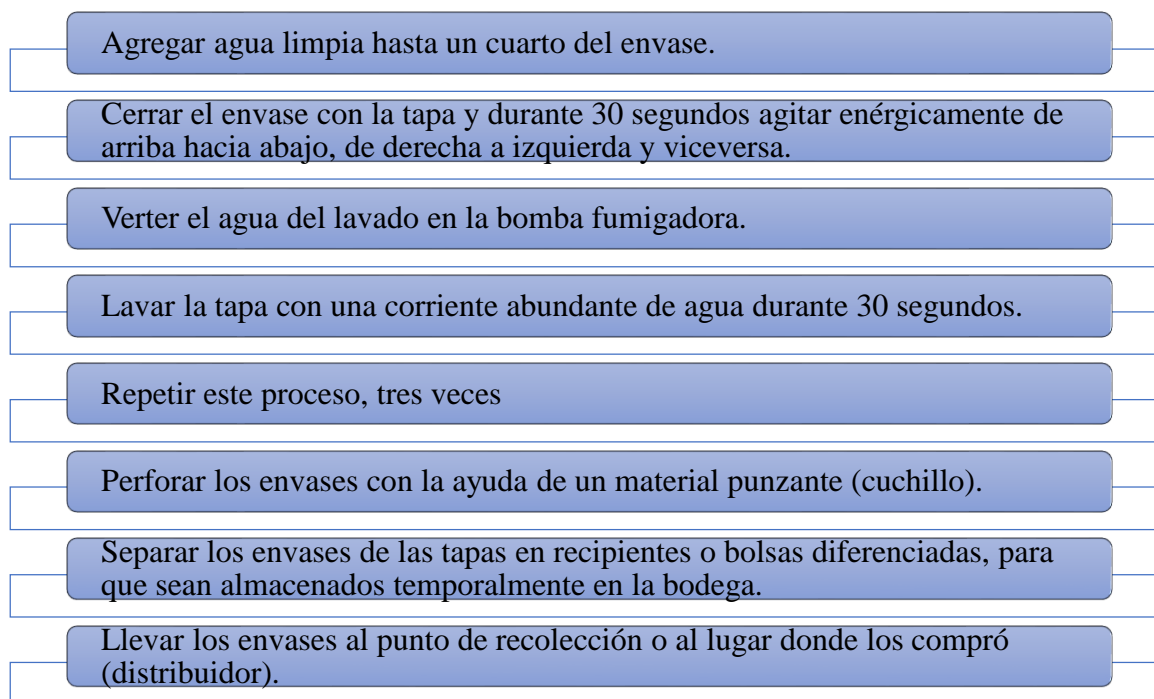 Agregar agua limpia hasta un cuarto del envase.
Cerrar el envase con la tapa y durante 30 segundos agitar enérgicamente de
arriba hacia abajo, de derecha a izquierda y viceversa.
Verter el agua del lavado en la bomba fumigadora.
Lavar la tapa con una corriente abundante de agua durante 30 segundos.
Repetir este proceso, tres veces
Perforar los envases con la ayuda de un material punzante (cuchillo).
Separar los envases de las tapas en recipientes o bolsas diferenciadas, para
que sean almacenados temporalmente en la bodega.
Llevar los envases al punto de recolección o al lugar donde los compró
(distribuidor).